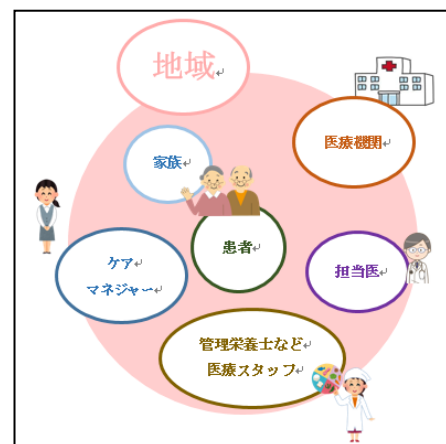 地域
医療機関
家族
患者
ケア
マネジャー
担当医
管理栄養士など
医療スタッフ